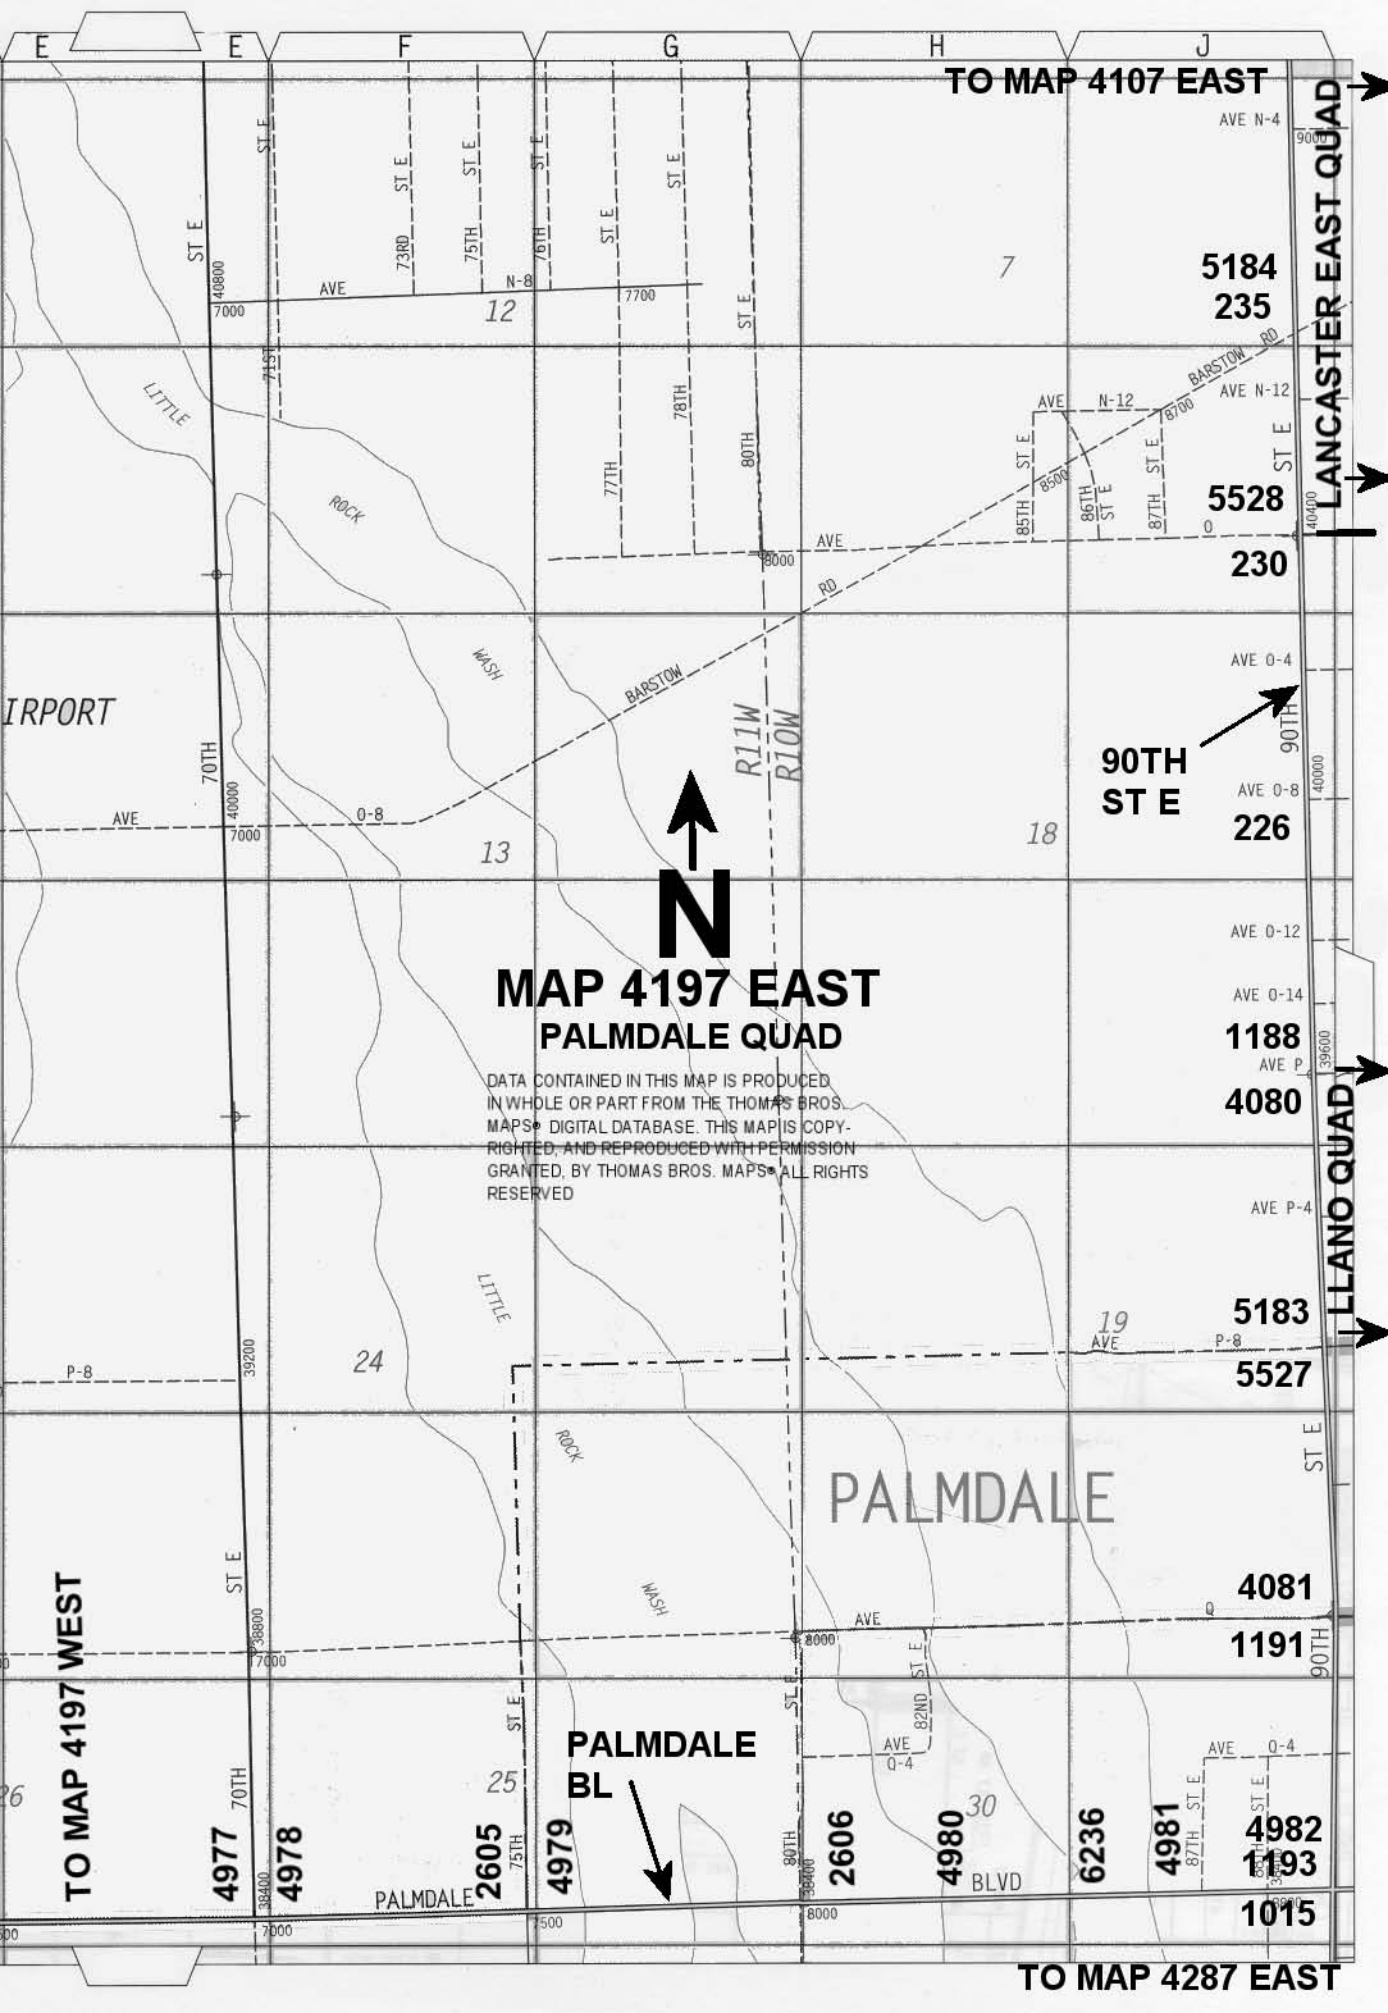 E E F G H J
TO MAP 4107 EAST
LANCASTER EAST QUAD
AVE N-4
9000
ST E
ST E
ST E
ST E
ST E
ST E
ST E
ST E
73RD
75TH
76TH
40800
AVE N-8
7000
7700
12
7
5184
235
ST E
71ST
LITTLE
BARSTOW RD
AVE N-12
AVE N-12
8700
78TH
80TH
77TH
ST E
ST E
ST E
8500
85TH
86TH
ST E
87TH
5528
40400
ROCK
AVE O
8000
230
RD
WASH
BARSTOW
AVE O-4
IRPORT
R11W
R10W
90TH
90TH
ST E
70TH
40000
40000
AVE O-8
AVE O-8
7000
226
13
18
N
AVE O-12
MAP 4197 EAST
PALMDALE QUAD
AVE O-14
1188
39600
AVE P
4080
DATA CONTAINED IN THIS MAP IS PRODUCED
IN WHOLE OR PART FROM THE THOMAS BROS.
MAPS® DIGITAL DATABASE. THIS MAP IS COPY-
RIGHTED, AND REPRODUCED WITH PERMISSION
GRANTED, BY THOMAS BROS. MAPS® ALL RIGHTS
RESERVED
LLANO QUAD
AVE P-4
LITTLE
5183
19
AVE P-8
39200
24
P-8
5527
ROCK
ST E
PALMDALE
ST E
WASH
4081
AVE Q
38800
7000
8000
1191
90TH
TO MAP 4197 WEST
ST E
ST E
ST E
82ND
AVE
Q-4
PALMDALE
BL
AVE Q-4
26
25
30
70TH
75TH
80TH
87TH
ST E
ST E
88TH
4977
4978
2605
4979
2606
4980
6236
4981
4982
1193
38400
38400
38400
PALMDALE BLVD
7000
7500
8000
8800
1015
TO MAP 4287 EAST